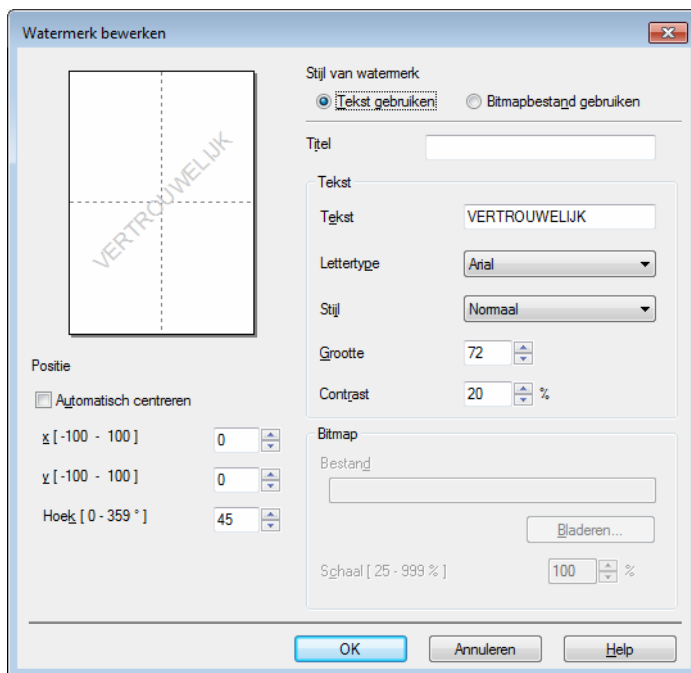 Watermerk bewerken
VERTROUWELIJK
Positie
Automatisch centreren
x [ -100 - 100 ] 0
y [ -100 - 100 ] 0
Hoek [ 0 - 359 ° ] 45
Stijl van watermerk
Tekst gebruiken Bitmapbestand gebruiken
Titel
Tekst
Tekst VERTROUWELIJK
Lettertype Arial
Stijl Normaal
Grootte 72
Contrast 20 %
Bitmap
Bestand
Bladeren...
Schaal [ 25 - 999 % ] 100 %
OK Annuleren Help